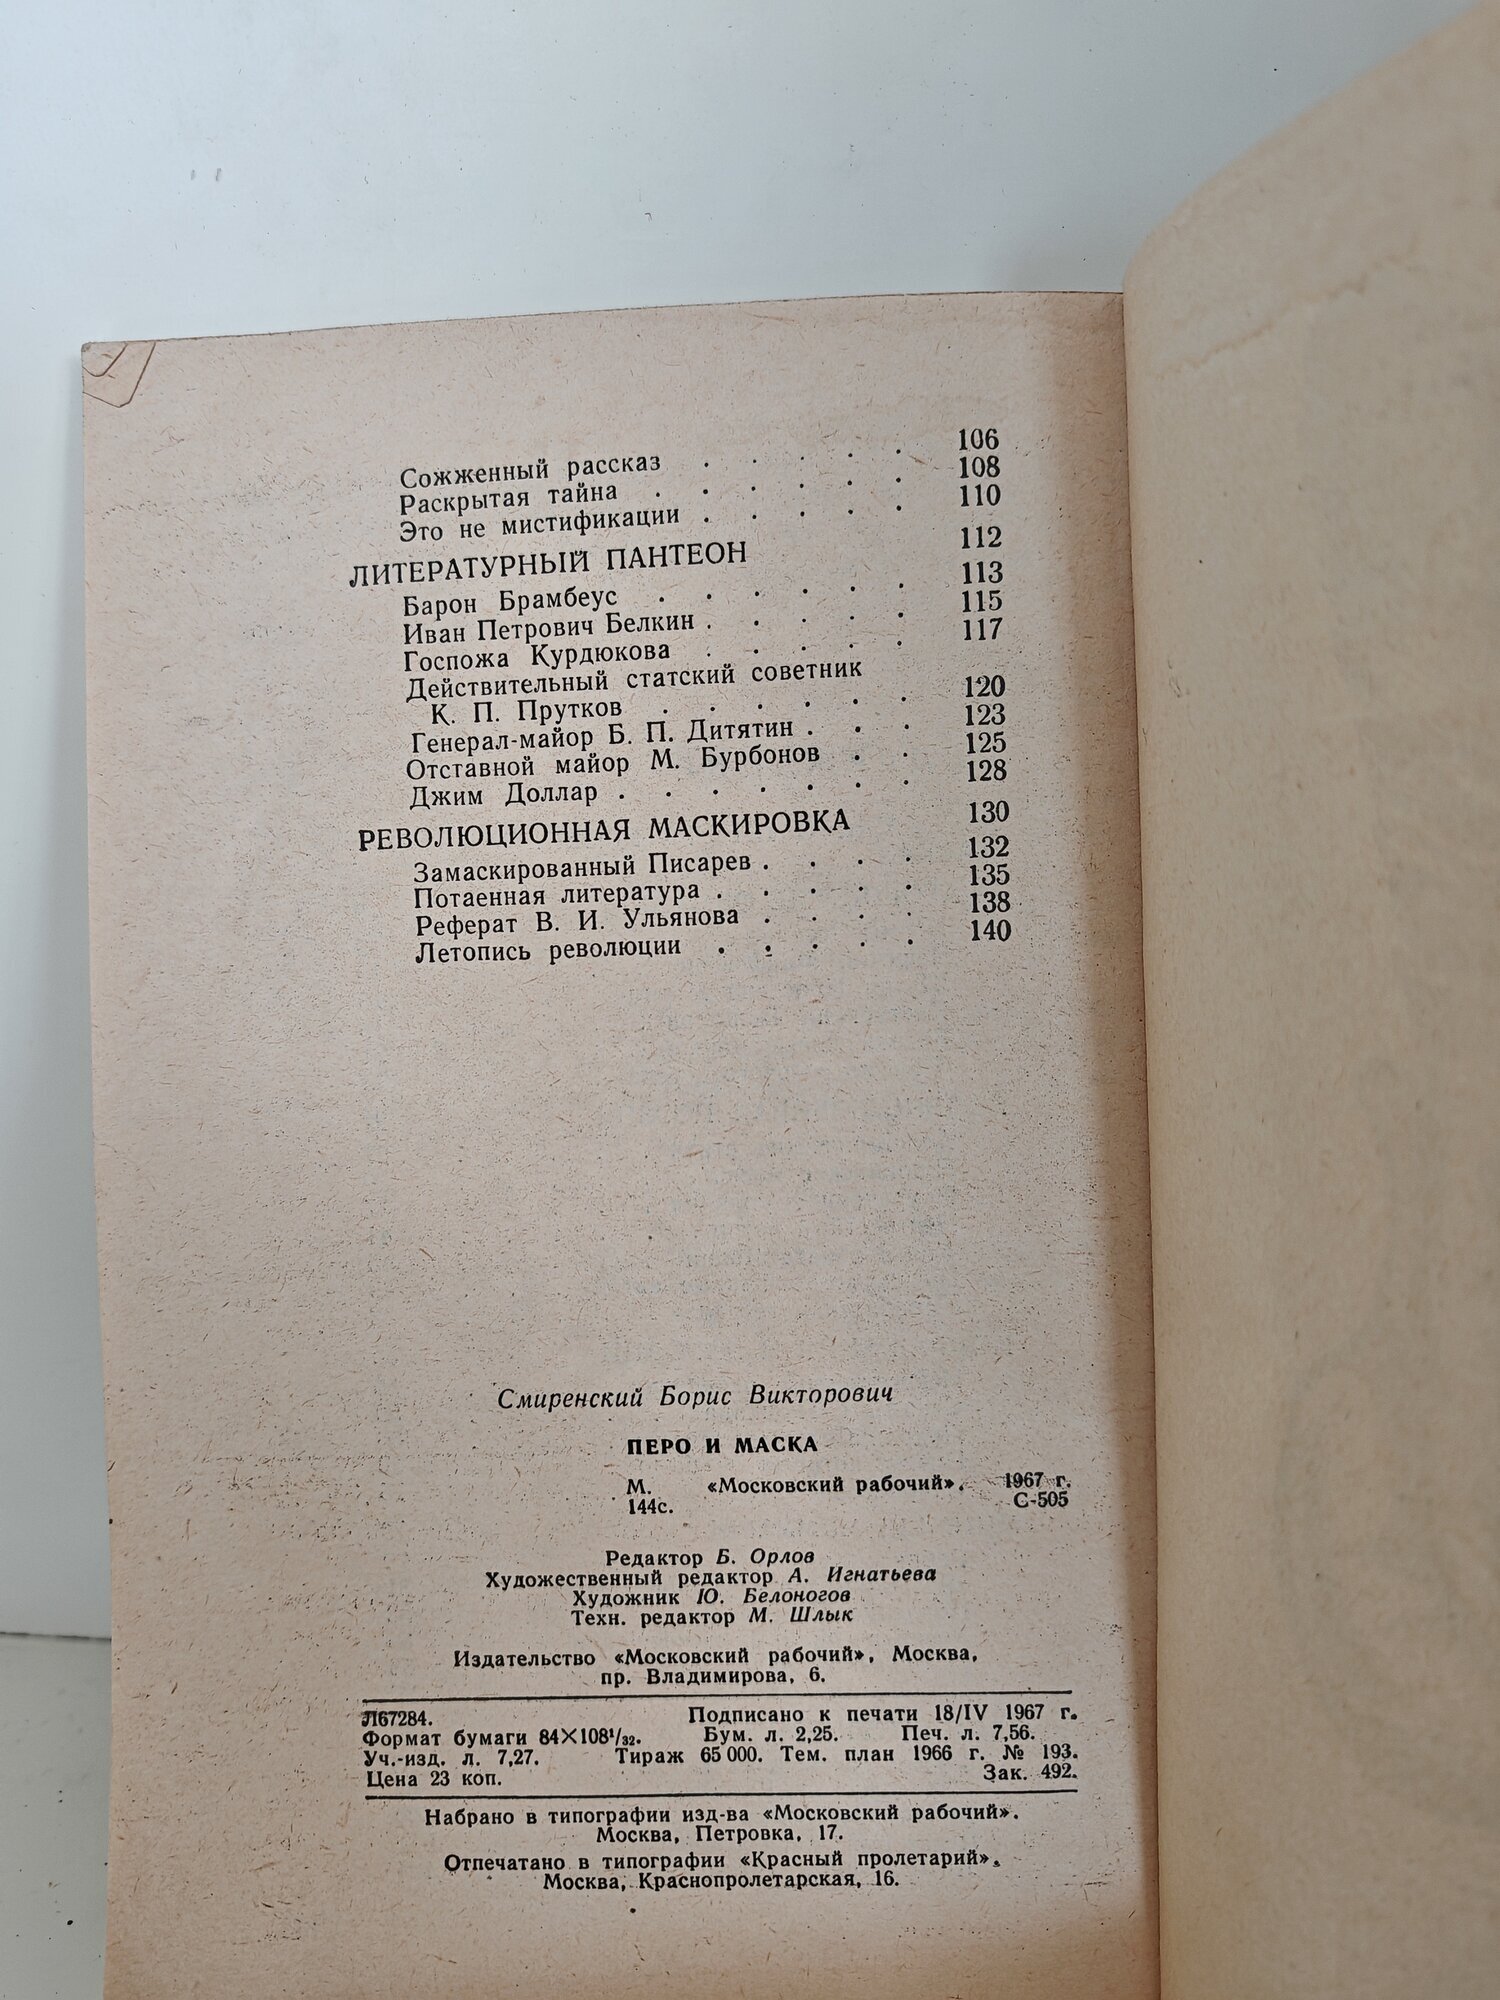 Сожженный рассказ . . . . . 106
Раскрытая тайна . . . . . . 108
Это не мистификации . . . . . 110
ЛИТЕРАТУРНЫЙ ПАНТЕОН 112
Барон Брамбеус . . . . . . 113
Иван Петрович Белкин . . . . . 115
Госпожа Курдюкова . . . . . 117
Действительный статский советник
К. П. Прутков . . . . . . 120
Генерал-майор Б. П. Дитятин . . . 123
Отставной майор М. Бурбонов . . 125
Джим Доллар . . . . . . . 128
РЕВОЛЮЦИОННАЯ МАСКИРОВКА 130
Замаскированный Писарев . . . . 132
Потаенная литература . . . . . 135
Реферат В. И. Ульянова . . . . 138
Летопись революции . . . . . 140
Смиренский Борис Викторович
ПЕРО И МАСКА
М. «Московский рабочий». 1967 г.
144с. С-505
Редактор Б. Орлов
Художественный редактор А. Игнатьева
Художник Ю. Белоногов
Техн. редактор М. Шлык
Издательство «Московский рабочий», Москва,
пр. Владимирова, 6.
Л67284. Подписано к печати 18/IV 1967 г.
Формат бумаги 84×108¹/₃₂. Бум. л. 2,25. Печ. л. 7,56.
Уч.-изд. л. 7,27. Тираж 65 000. Тем. план 1966 г. № 193.
Цена 23 коп. Зак. 492.
Набрано в типографии изд-ва «Московский рабочий».
Москва, Петровка, 17.
Отпечатано в типографии «Красный пролетарий».
Москва, Краснопролетарская, 16.